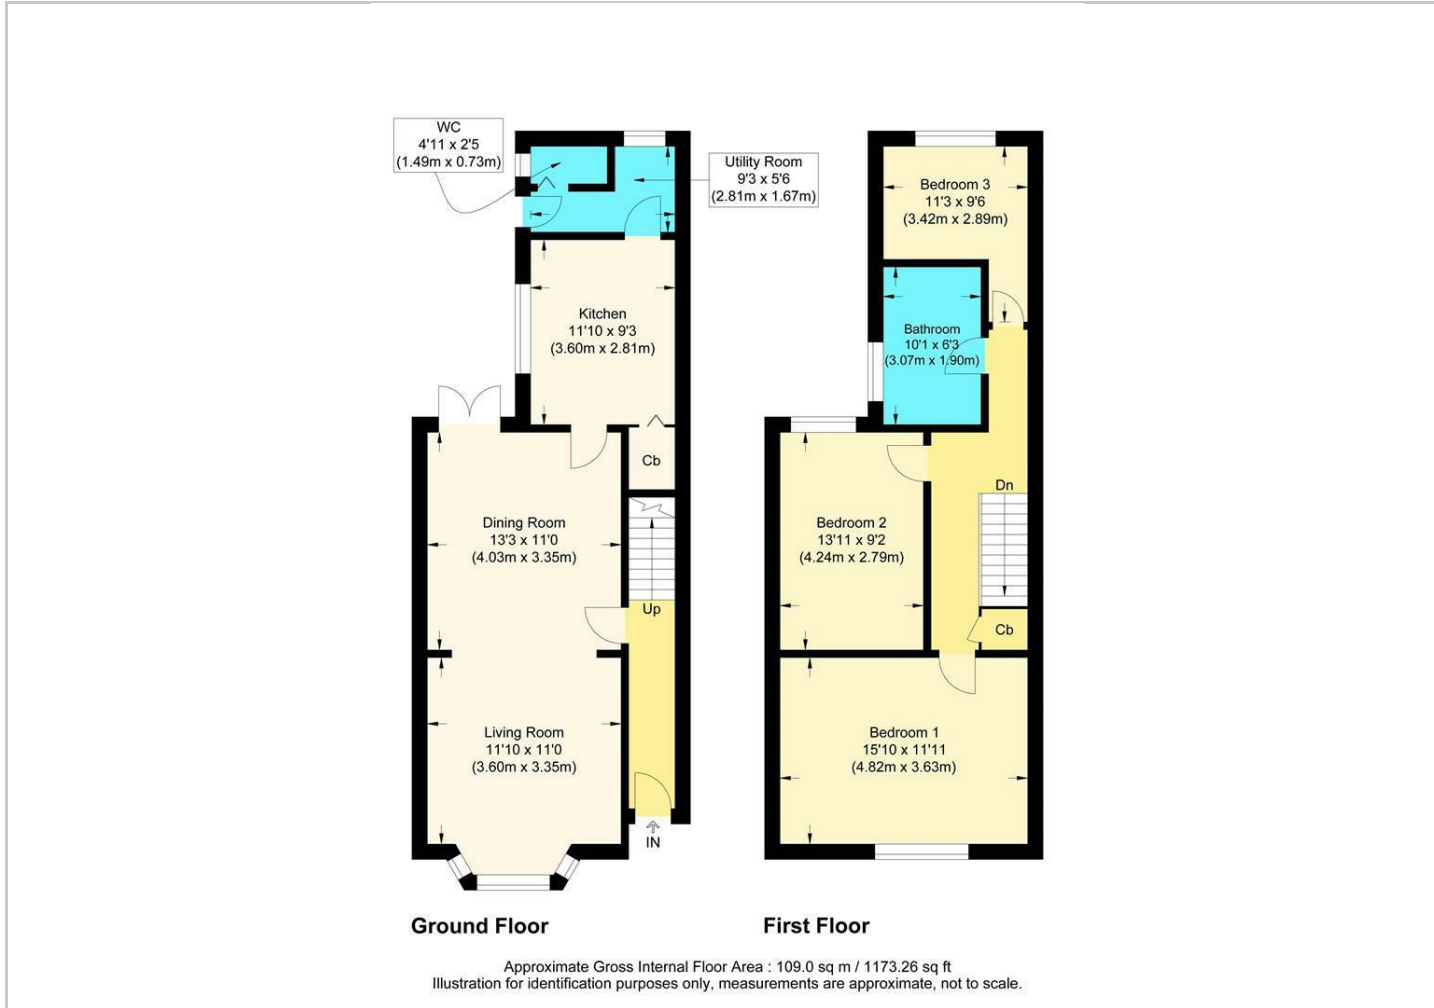 WC
4'11 x 2'5
(1.49m x 0.73m)
Utility Room
9'3 x 5'6
(2.81m x 1.67m)
Kitchen
11'10 x 9'3
(3.60m x 2.81m)
Cb
Dining Room
13'3 x 11'0
(4.03m x 3.35m)
Up
Living Room
11'10 x 11'0
(3.60m x 3.35m)
IN
Ground Floor
Bedroom 3
11'3 x 9'6
(3.42m x 2.89m)
Bathroom
10'1 x 6'3
(3.07m x 1.90m)
Dn
Bedroom 2
13'11 x 9'2
(4.24m x 2.79m)
Cb
Bedroom 1
15'10 x 11'11
(4.82m x 3.63m)
First Floor
Approximate Gross Internal Floor Area : 109.0 sq m / 1173.26 sq ft
Illustration for identification purposes only, measurements are approximate, not to scale.